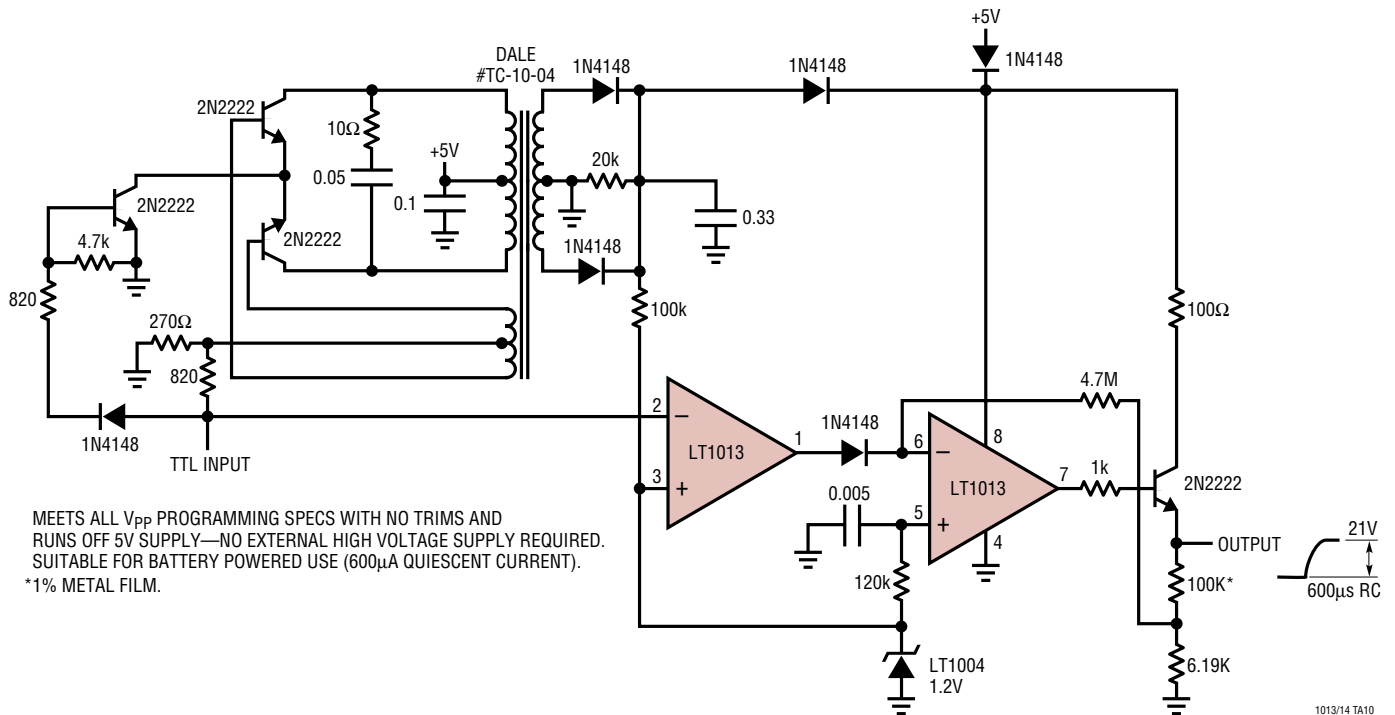 +5V
DALE
#TC-10-04
1N4148
1N4148
1N4148
2N2222
10Ω
+5V
20k
0.05
0.1
2N2222
0.33
2N2222
4.7k
1N4148
820
270Ω
100k
100Ω
820
4.7M
2
1N4148
1
6
8
1N4148
LT1013
TTL INPUT
3
LT1013
7
1k
2N2222
0.005
5
4
OUTPUT
21V
120k
100K*
600µs RC
MEETS ALL VPP PROGRAMMING SPECS WITH NO TRIMS AND
RUNS OFF 5V SUPPLY—NO EXTERNAL HIGH VOLTAGE SUPPLY REQUIRED.
SUITABLE FOR BATTERY POWERED USE (600µA QUIESCENT CURRENT).
*1% METAL FILM.
LT1004
1.2V
6.19K
1013/14 TA10